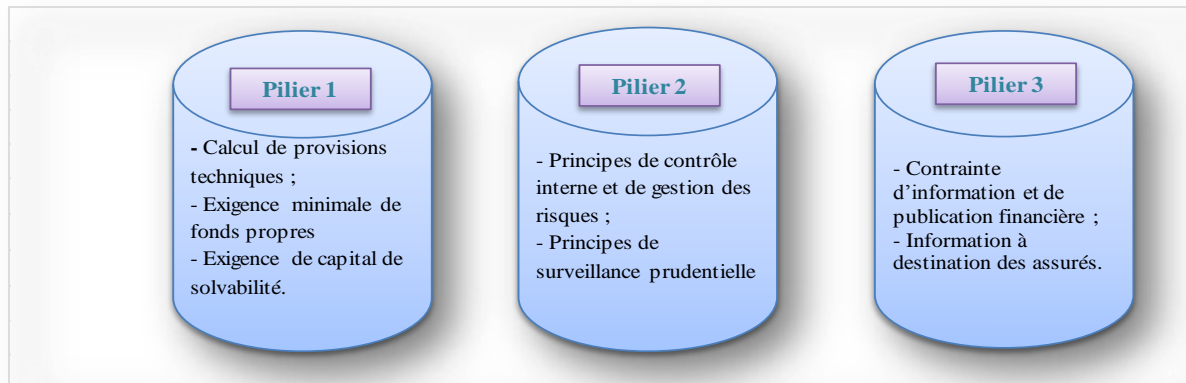 Pilier 1
- Calcul de provisions
techniques ;
- Exigence minimale de
fonds propres
- Exigence de capital de
solvabilité.
Pilier 2
- Principes de contrôle
interne et de gestion des
risques ;
- Principes de
surveillance prudentielle
Pilier 3
- Contrainte
d’information et de
publication financière ;
- Information à
destination des assurés.